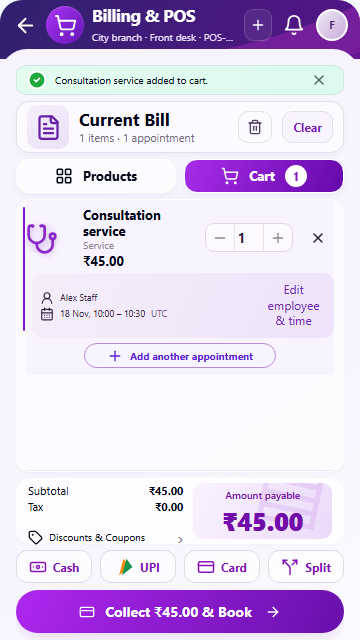 Billing & POS
City branch · Front desk · POS-...
F
Consultation service added to cart.
Current Bill
1 items · 1 appointment
Clear
Products
Cart 1
Consultation
service
Service
₹45.00
1
Alex Staff
18 Nov, 10:00 – 10:30 UTC
Edit
employee
& time
Add another appointment
Subtotal ₹45.00
Tax ₹0.00
Discounts & Coupons
Amount payable
₹45.00
Cash
UPI
Card
Split
Collect ₹45.00 & Book